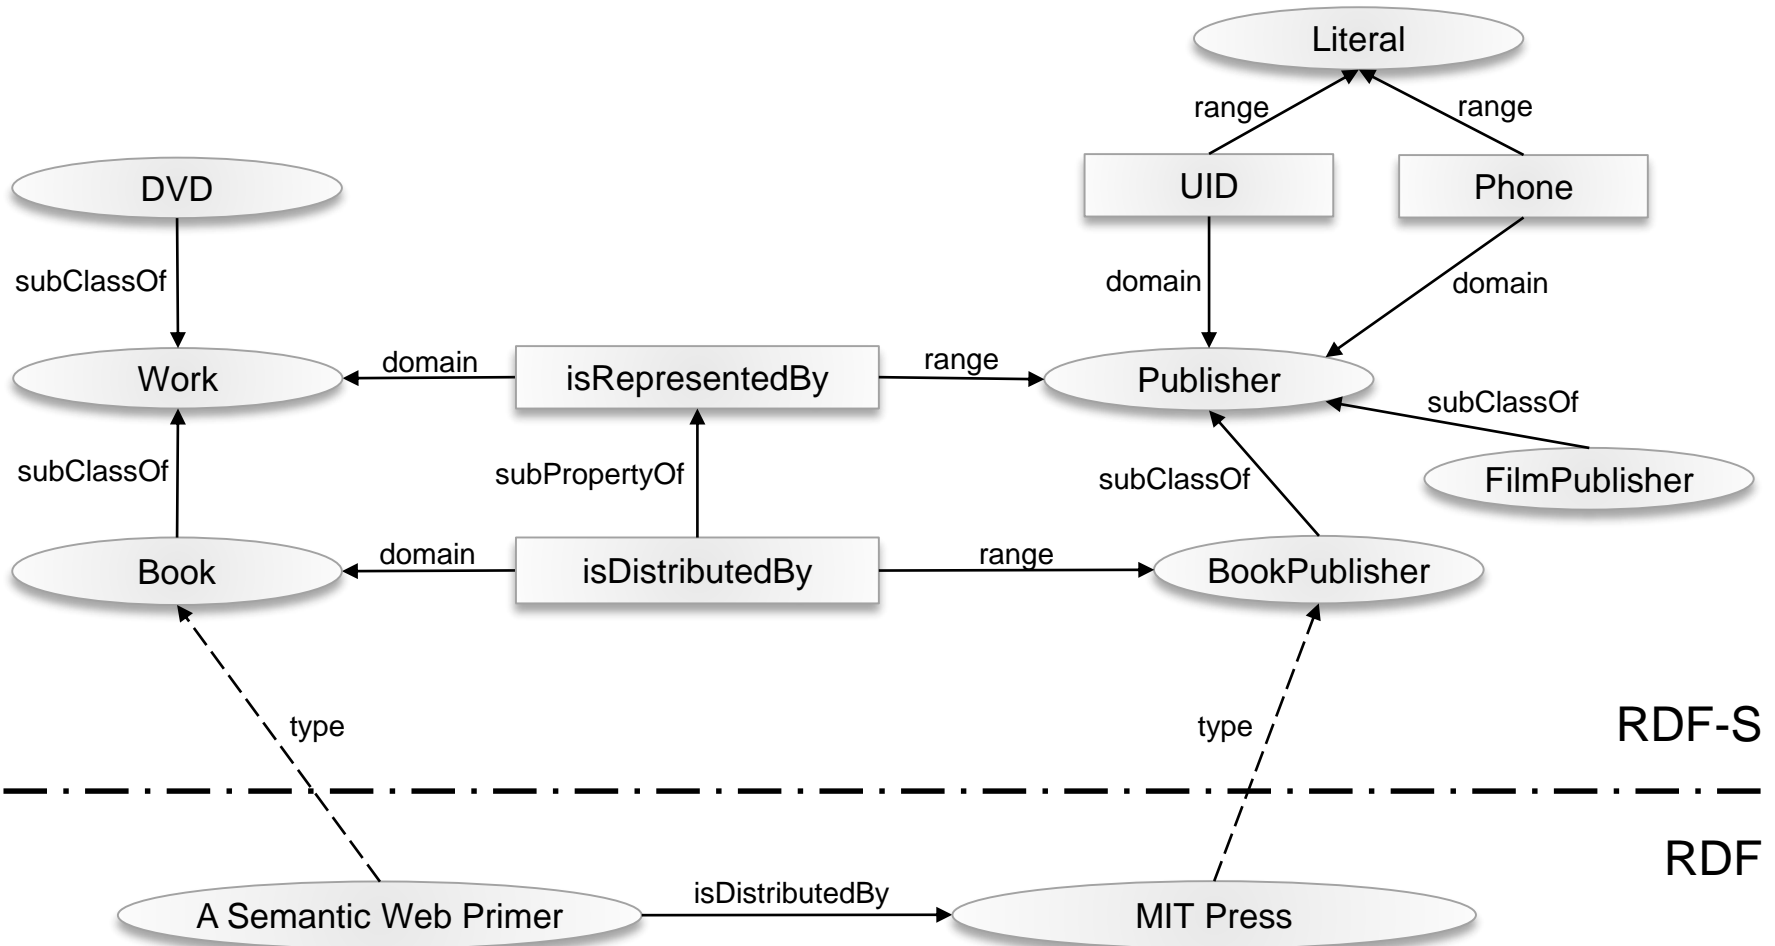 Literal
range
range
DVD
UID
Phone
subClassOf
domain
domain
Work
domain
isRepresentedBy
range
Publisher
subClassOf
subClassOf
subPropertyOf
subClassOf
FilmPublisher
Book
domain
isDistributedBy
range
BookPublisher
type
type
RDF-S
RDF
A Semantic Web Primer
isDistributedBy
MIT Press